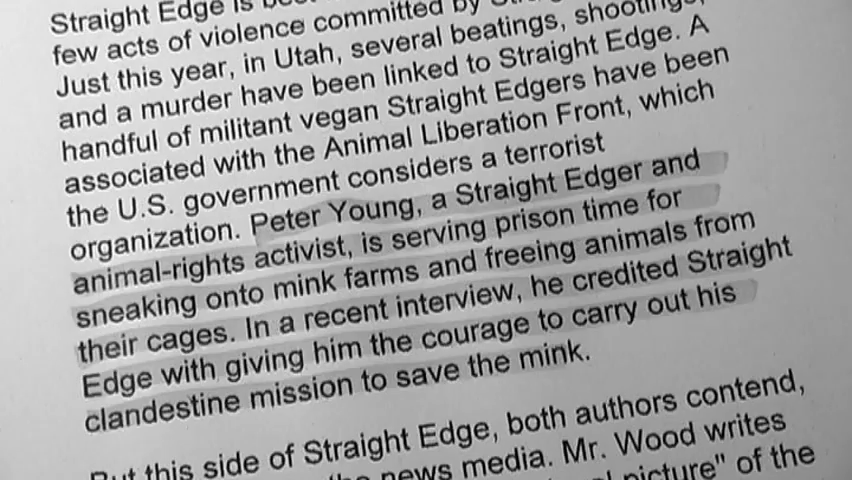 Straight Edge is
few acts of violence committed by
Just this year, in Utah, several beatings, shootings,
and a murder have been linked to Straight Edge. A
handful of militant vegan Straight Edgers have been
associated with the Animal Liberation Front, which
the U.S. government considers a terrorist
organization. Peter Young, a Straight Edger and
animal-rights activist, is serving prison time for
sneaking onto mink farms and freeing animals from
their cages. In a recent interview, he credited Straight
Edge with giving him the courage to carry out his
clandestine mission to save the mink.
But this side of Straight Edge, both authors contend,
the news media. Mr. Wood writes
picture" of the